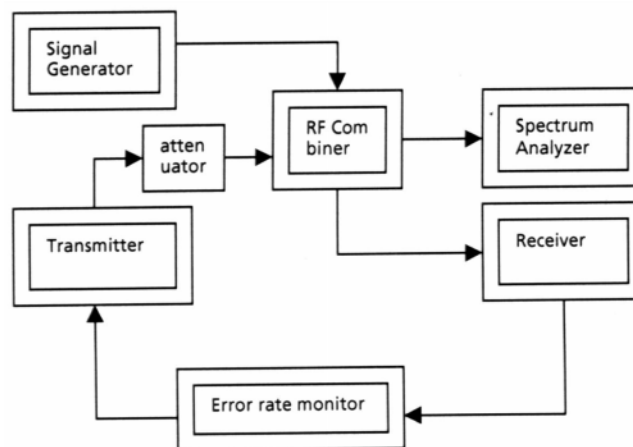 Signal
Generator
atten
uator
RF Com
biner
Spectrum
Analyzer
Transmitter
Receiver
Error rate monitor